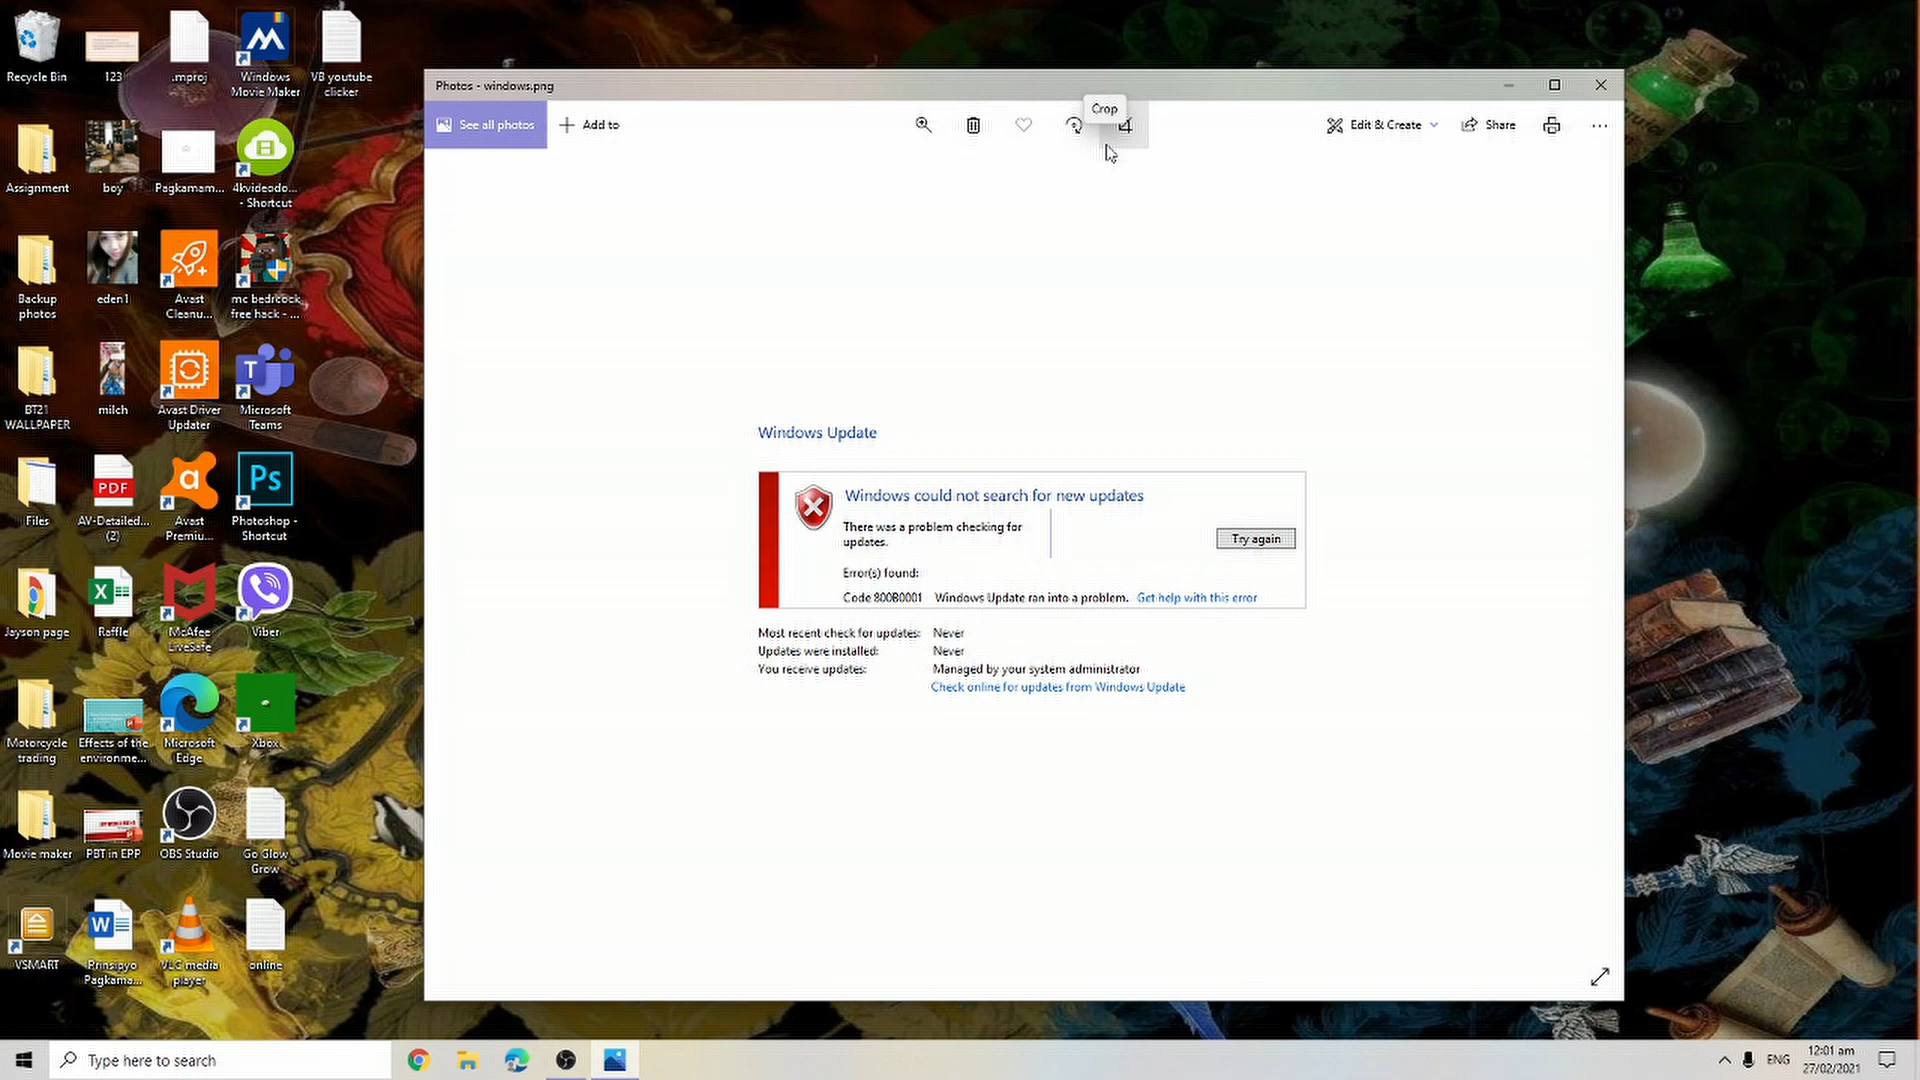 Recycle Bin
123
.mproj
Windows
Movie Maker
VB youtube
clicker
Assignment
boy
Pagkamam...
4kvideodo...
- Shortcut
Backup
photos
eden1
Avast
Cleanu...
mc bedrcock
free hack - ...
BT21
WALLPAPER
milch
Avast Driver
Updater
T
Microsoft
Teams
Files
PDF
AV-Detailed...
(2)
Avast
Premiu...
Ps
Photoshop -
Shortcut
Jayson page
Raffle
McAfee
LiveSafe
Viber
Motorcycle
trading
Effects of the
environme...
Microsoft
Edge
Xbox
Movie maker
PBT in EPP
OBS Studio
Go Glow
Grow
VSMART
Prinsipyo
Pagkama...
VLC media
player
online
Photos - windows.png
See all photos
Add to
Crop
Edit & Create
Share
Windows Update
Windows could not search for new updates
There was a problem checking for
updates.
Try again
Error(s) found:
Code 800B0001 Windows Update ran into a problem. Get help with this error
Most recent check for updates: Never
Updates were installed: Never
You receive updates: Managed by your system administrator
Check online for updates from Windows Update
Type here to search
ENG
12:01 am
27/02/2021